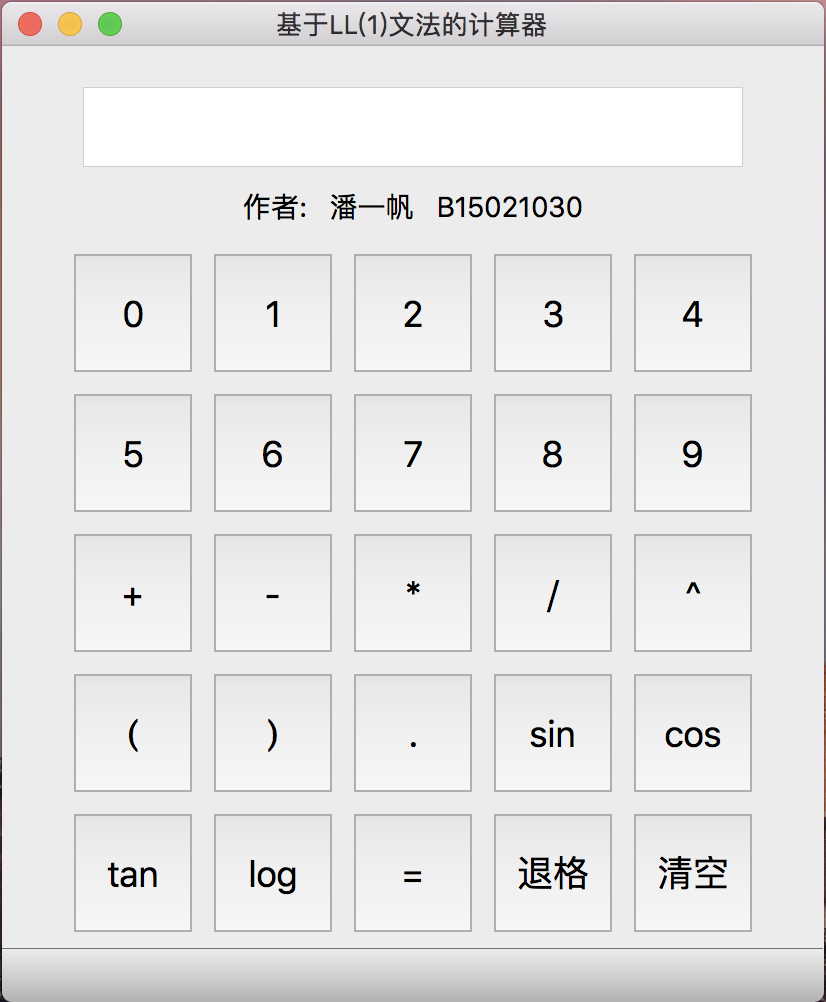 基于LL(1)文法的计算器
作者: 潘一帆 B15021030
0 1 2 3 4
5 6 7 8 9
+ - * / ^
( ) . sin cos
tan log = 退格 清空